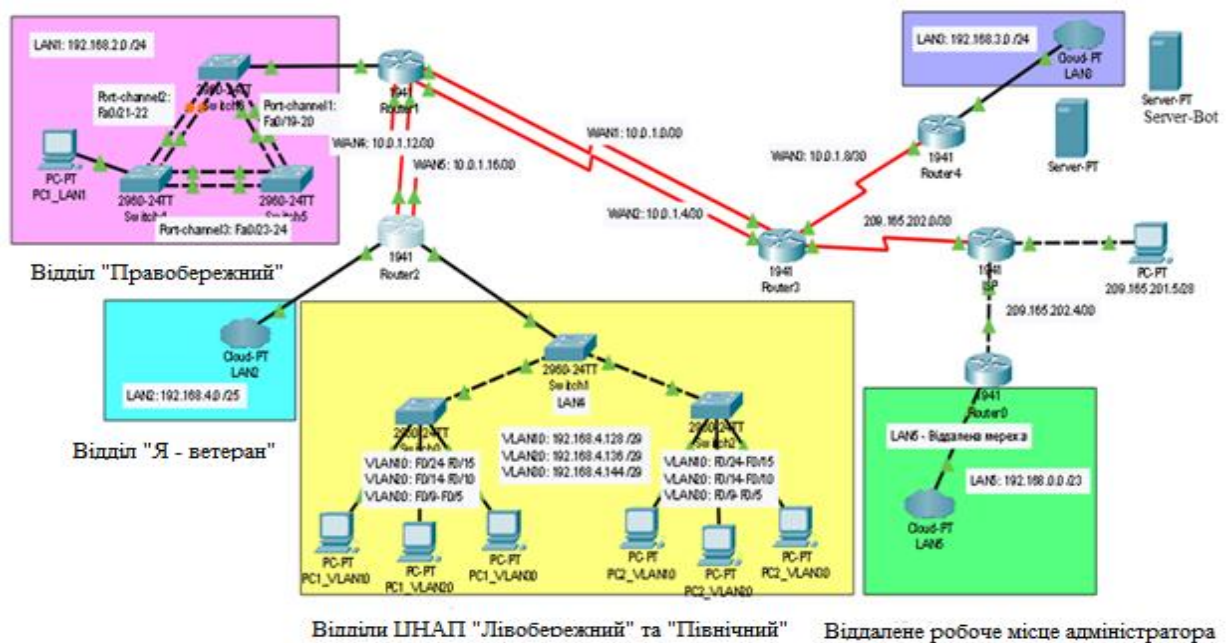 LAN1: 192.168.2.0 /24
2960-24TT
Port-channel2:
Fa0/21-22
Port-channel1:
Fa0/19-20
PC-PT
PC1_LAN1
2960-24TT
2960-24TT
Switch5
Port-channel3: Fa0/23-24
Відділ "Правобережний"
1941
Router1
WAN4: 10.0.1.12/30
WAN5: 10.0.1.16/30
1941
Router2
WAN1: 10.0.1.0/30
WAN2: 10.0.1.4/30
1941
Router3
WAN3: 10.0.1.8/30
LAN3: 192.168.3.0 /24
Cloud-PT
LAN3
1941
Router4
Server-PT
Server-PT
Server-Bot
209.165.202.0/30
1941
ISP
PC-PT
209.165.201.5/28
209.165.202.4/30
1941
Router0
Cloud-PT
LAN2
LAN2: 192.168.4.0 /25
Відділ "Я - ветеран"
2960-24TT
Switch1
LAN4
2960-24TT
Switch0
2960-24TT
Switch2
VLAN10: 192.168.4.128 /29
VLAN20: 192.168.4.136 /29
VLAN30: 192.168.4.144 /29
VLAN10: F0/24-F0/15
VLAN20: F0/14-F0/10
VLAN30: F0/9-F0/5
VLAN10: F0/24-F0/15
VLAN20: F0/14-F0/10
VLAN30: F0/9-F0/5
PC-PT
PC1_VLAN10
PC-PT
PC1_VLAN20
PC-PT
PC1_VLAN30
PC-PT
PC2_VLAN10
PC-PT
PC2_VLAN20
PC-PT
PC2_VLAN30
Відділи ЦНАП "Лівобережний" та "Північний"
LAN5 - Віддалена мережа
LAN5: 192.168.0.0 /23
Cloud-PT
LAN5
Віддалене робоче місце адміністратора